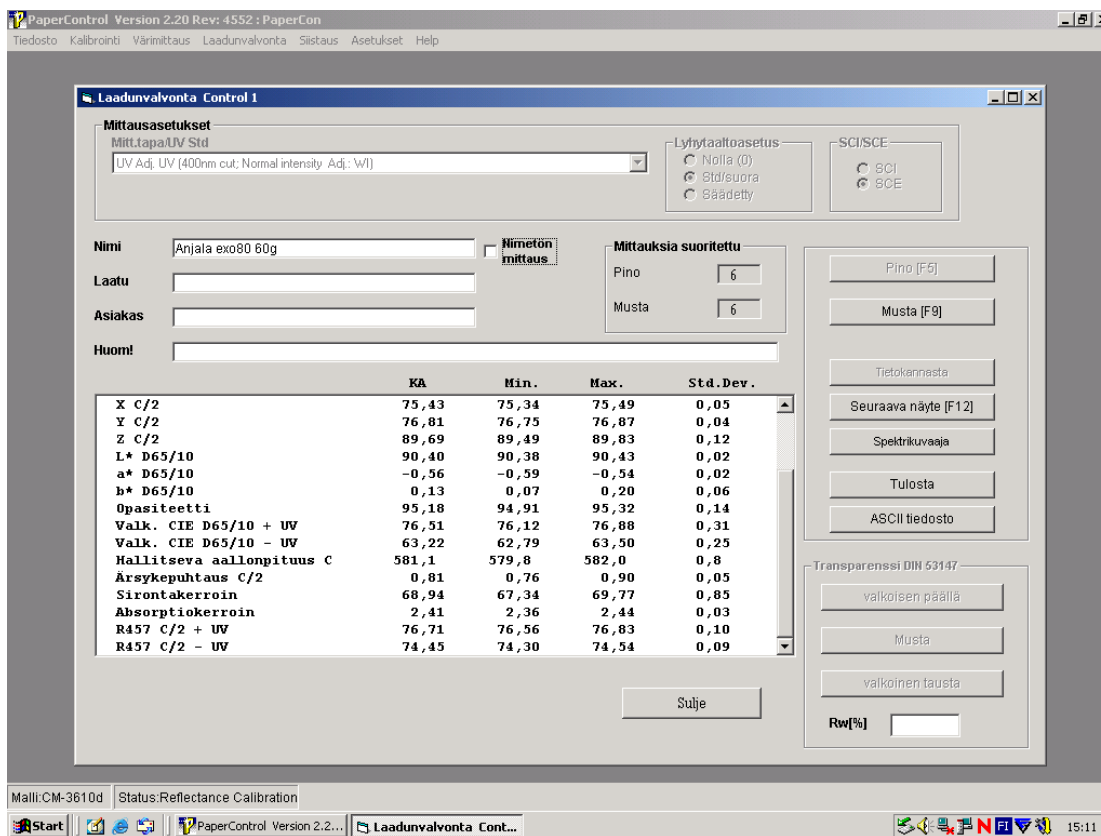 PaperControl Version 2.20 Rev: 4552 : PaperCon
Tiedosto Kalibrointi Värimittaus Laadunvalvonta Siistaus Asetukset Help
Laadunvalvonta Control 1
Mittausasetukset
Mitt.tapa/UV Std
UV Adj. UV (400nm cut; Normal intensity Adj.: WI)
Lyhytaaltoasetus
Nolla (0)
Std/suora
Säädetty
SCI/SCE
SCI
SCE
Nimi Anjala exo80 60g
Nimetön
mittaus
Laatu
Asiakas
Huom!
Mittauksia suoritettu
Pino 6
Musta 6
Pino [F5]
Musta [F9]
Tietokannasta
Seuraava näyte [F12]
Spektrikuvaaja
Tulosta
ASCII tiedosto
KA Min. Max. Std.Dev.
X C/2 75,43 75,34 75,49 0,05
Y C/2 76,81 76,75 76,87 0,04
Z C/2 89,69 89,49 89,83 0,12
L* D65/10 90,40 90,38 90,43 0,02
a* D65/10 -0,56 -0,59 -0,54 0,02
b* D65/10 0,13 0,07 0,20 0,06
Opasiteetti 95,18 94,91 95,32 0,14
Valk. CIE D65/10 + UV 76,51 76,12 76,88 0,31
Valk. CIE D65/10 - UV 63,22 62,79 63,50 0,25
Hallitseva aallonpituus C 581,1 579,8 582,0 0,8
Ärsykepuhtaus C/2 0,81 0,76 0,90 0,05
Sirontakerroin 68,94 67,34 69,77 0,85
Absorptiokerroin 2,41 2,36 2,44 0,03
R457 C/2 + UV 76,71 76,56 76,83 0,10
R457 C/2 - UV 74,45 74,30 74,54 0,09
Transparenssi DIN 53147
valkoisen päällä
Musta
valkoinen tausta
Rw[%]
Sulje
Malli:CM-3610d Status:Reflectance Calibration
Start PaperControl Version 2.2... Laadunvalvonta Cont... N FI 15:11